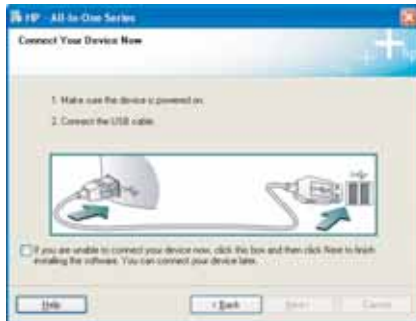 HP - All-in-One Series
Connect Your Device Now
1. Make sure the device is powered on.
2. Connect the USB cable.
If you are unable to connect your device now, click this box and then click Next to finish
installing the software. You can connect your device later.
Help
< Back
Next >
Cancel